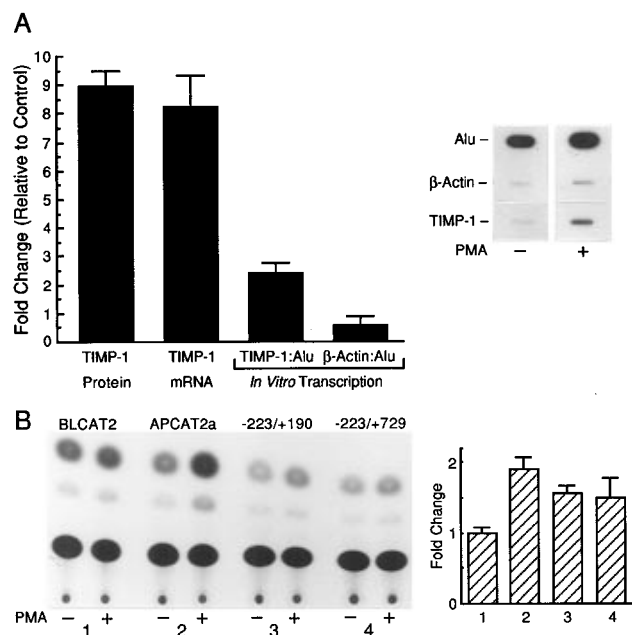 A
Fold Change (Relative to Control)
10
9
8
7
6
5
4
3
2
1
0
TIMP-1 TIMP-1 TIMP-1:Alu β-Actin:Alu
Protein mRNA In Vitro Transcription
Alu –
β-Actin –
TIMP-1 –
PMA – +
B
BLCAT2 APCAT2a -223/+190 -223/+729
PMA – + – + – + – +
1 2 3 4
Fold Change
2
1
0
1 2 3 4